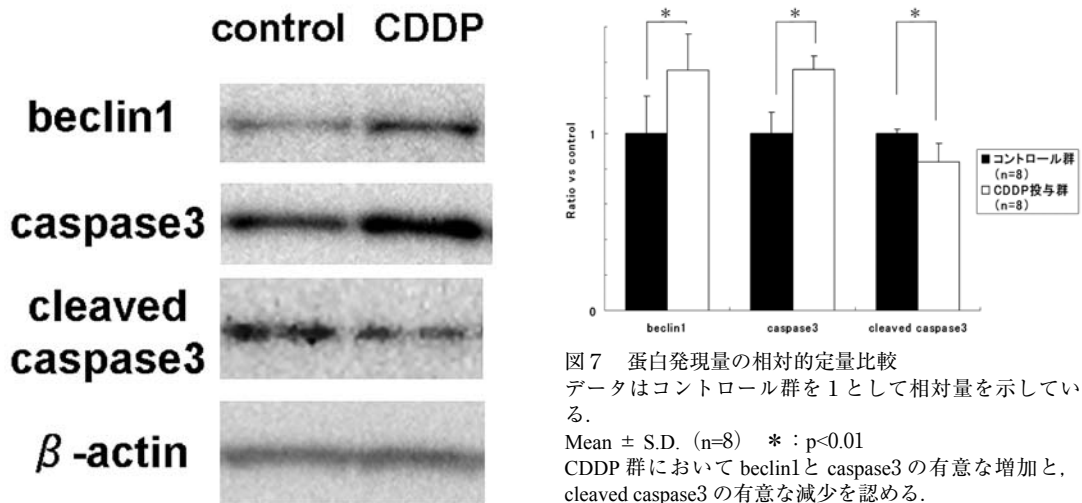 control CDDP
beclin1
caspase3
cleaved
caspase3
β-actin
* * *
Ratio vs control
1
0
beclin1 caspase3 cleaved caspase3
■コントロール群
(n=8)
□CDDP投与群
(n=8)
図7 蛋白発現量の相対的定量比較
データはコントロール群を1として相対量を示してい
る.
Mean ± S.D. (n=8) *:p<0.01
CDDP 群において beclin1と caspase3 の有意な増加と,
cleaved caspase3 の有意な減少を認める.